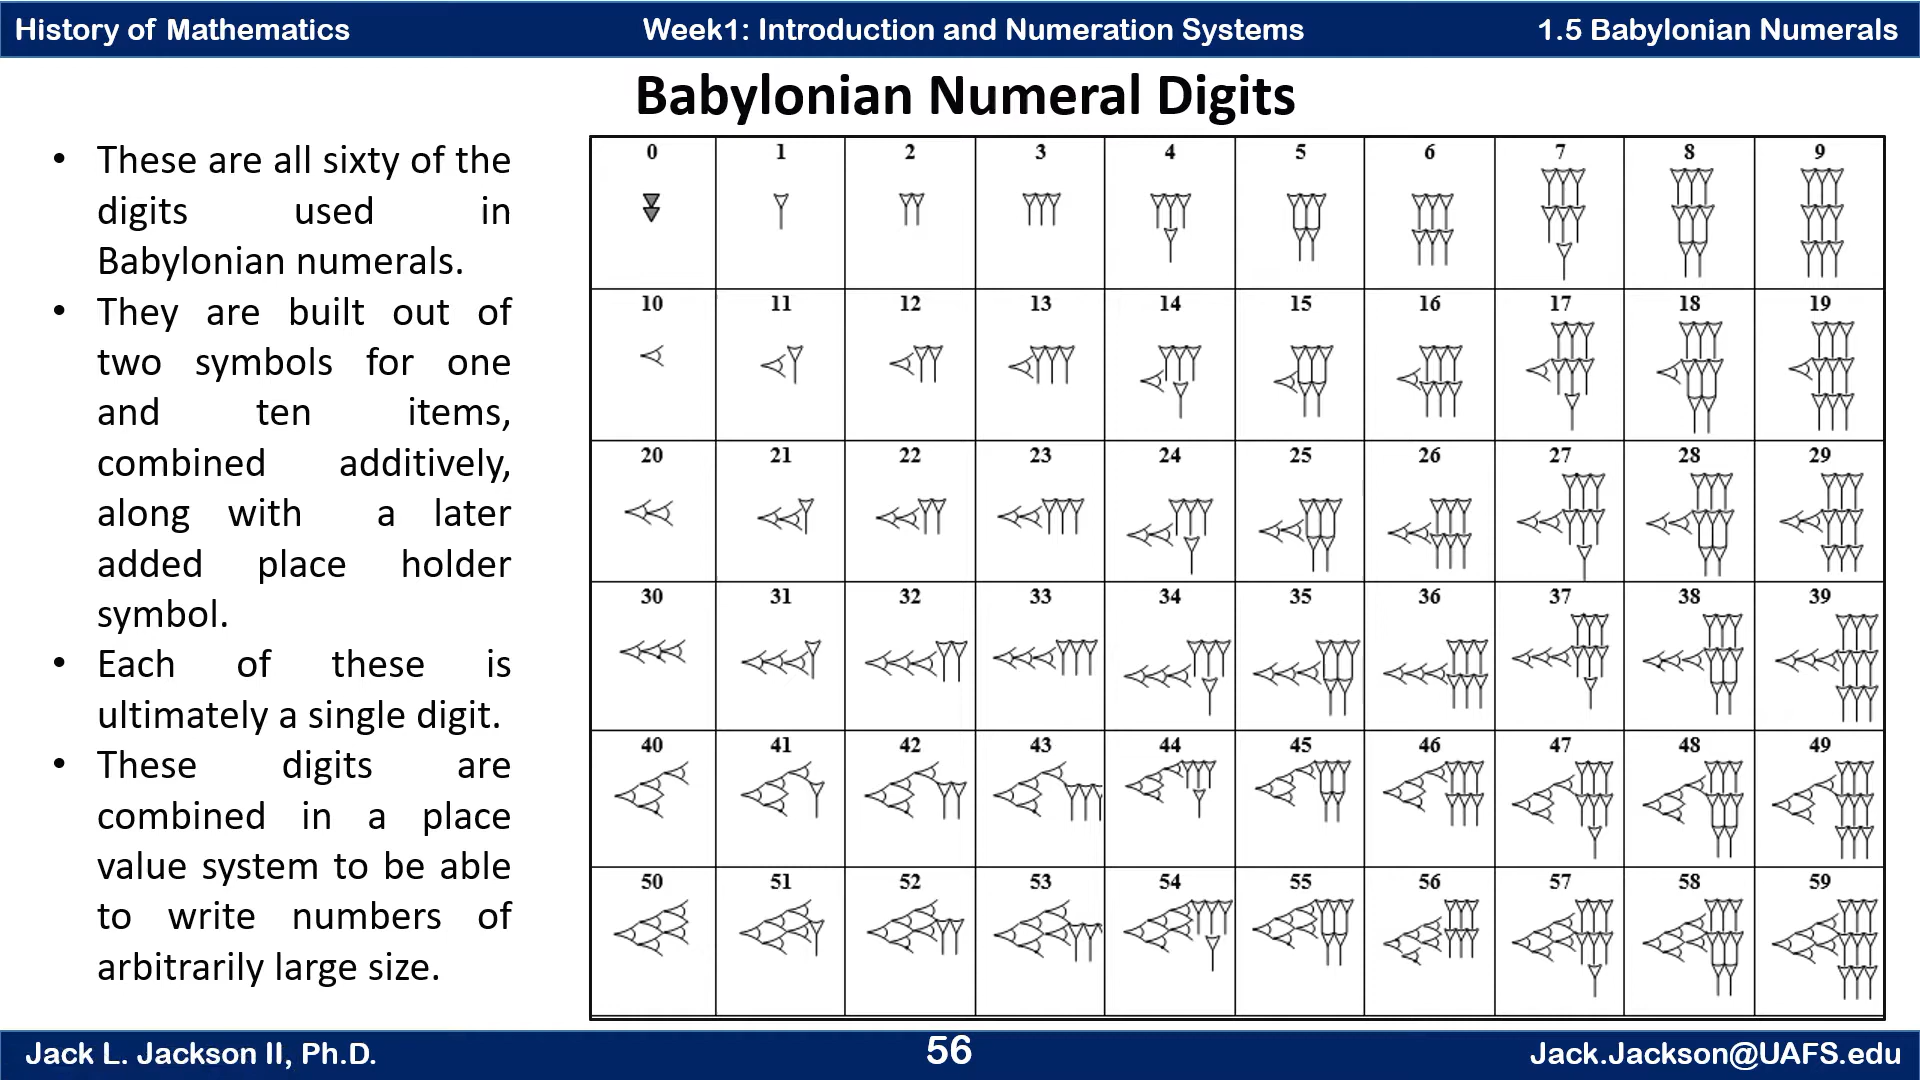 History of Mathematics
Week1: Introduction and Numeration Systems
1.5 Babylonian Numerals
Babylonian Numeral Digits
• These are all sixty of the
digits used in
Babylonian numerals.
• They are built out of
two symbols for one
and ten items,
combined additively,
along with a later
added place holder
symbol.
• Each of these is
ultimately a single digit.
• These digits are
combined in a place
value system to be able
to write numbers of
arbitrarily large size.
0 1 2 3 4 5 6 7 8 9
10 11 12 13 14 15 16 17 18 19
20 21 22 23 24 25 26 27 28 29
30 31 32 33 34 35 36 37 38 39
40 41 42 43 44 45 46 47 48 49
50 51 52 53 54 55 56 57 58 59
Jack L. Jackson II, Ph.D.
56
Jack.Jackson@UAFS.edu